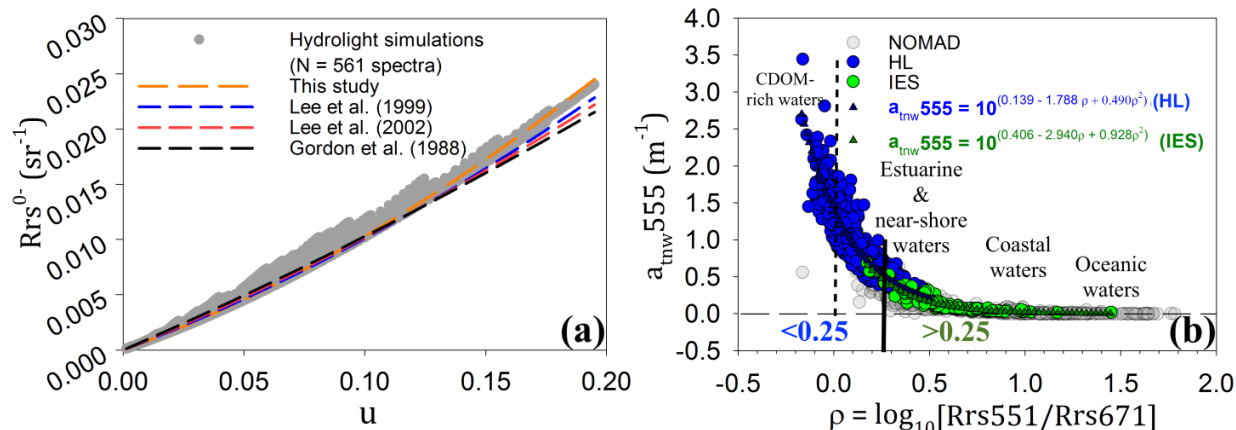 0.030
0.025
0.020
0.015
0.010
0.005
0.000
Rrs⁰⁻ (sr⁻¹)
Hydrolight simulations
(N = 561 spectra)
This study
Lee et al. (1999)
Lee et al. (2002)
Gordon et al. (1988)
(a)
0.00 0.05 0.10 0.15 0.20
u
4.0
3.5
3.0
2.5
2.0
1.5
1.0
0.5
0.0
-0.5
a_tnw555 (m⁻¹)
NOMAD
HL
IES
a_tnw555 = 10^(0.139 - 1.788 ρ + 0.490ρ²) (HL)
a_tnw555 = 10^(0.406 - 2.940ρ + 0.928ρ²) (IES)
CDOM-
rich waters
Estuarine
&
near-shore
waters
Coastal
waters
Oceanic
waters
<0.25
>0.25
(b)
-0.5 0.0 0.5 1.0 1.5 2.0
ρ = log₁₀[Rrs551/Rrs671]